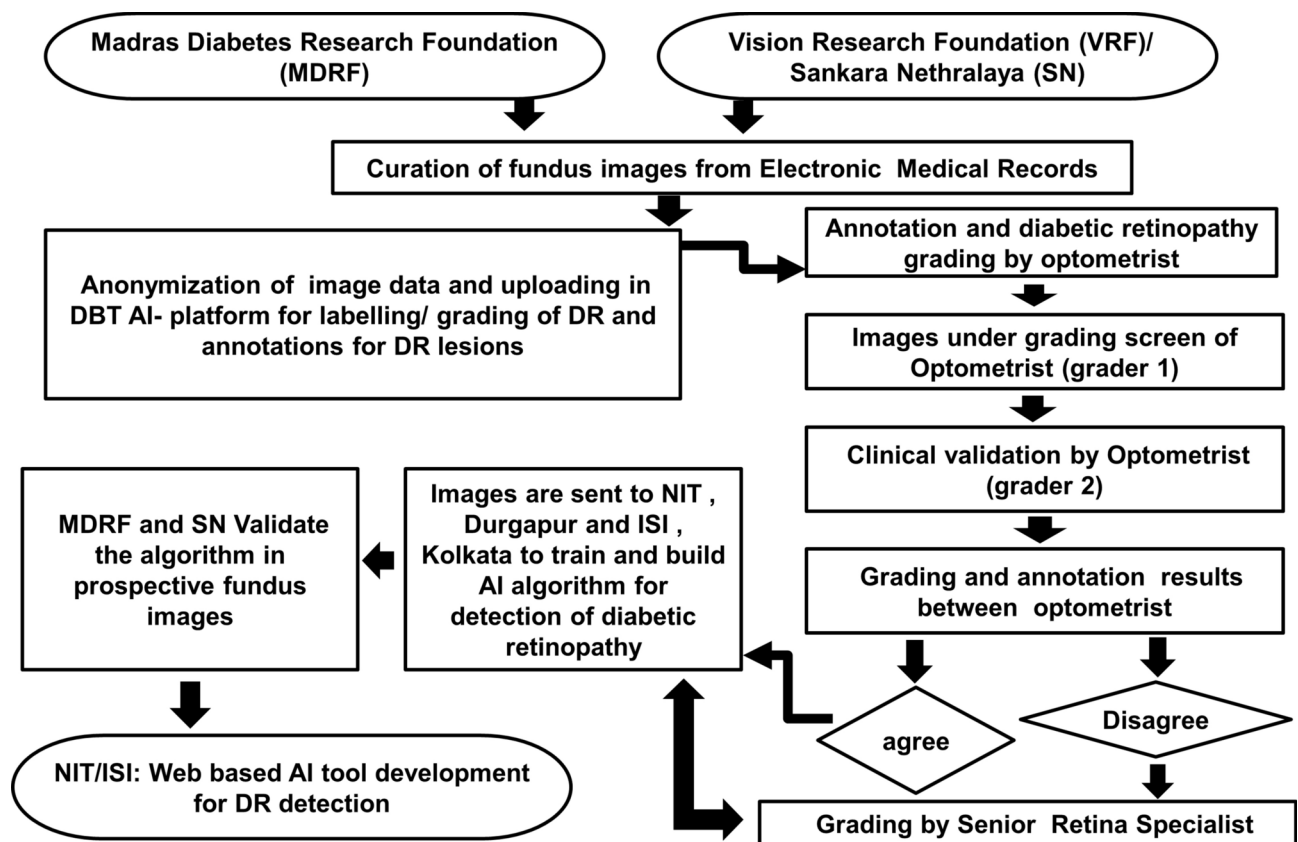 Madras Diabetes Research Foundation
(MDRF)
Vision Research Foundation (VRF)/
Sankara Nethralaya (SN)
Curation of fundus images from Electronic Medical Records
Anonymization of image data and uploading in
DBT AI- platform for labelling/ grading of DR and
annotations for DR lesions
Annotation and diabetic retinopathy
grading by optometrist
Images under grading screen of
Optometrist (grader 1)
Clinical validation by Optometrist
(grader 2)
Grading and annotation results
between optometrist
agree
Disagree
Grading by Senior Retina Specialist
Images are sent to NIT ,
Durgapur and ISI ,
Kolkata to train and build
AI algorithm for
detection of diabetic
retinopathy
MDRF and SN Validate
the algorithm in
prospective fundus
images
NIT/ISI: Web based AI tool development
for DR detection